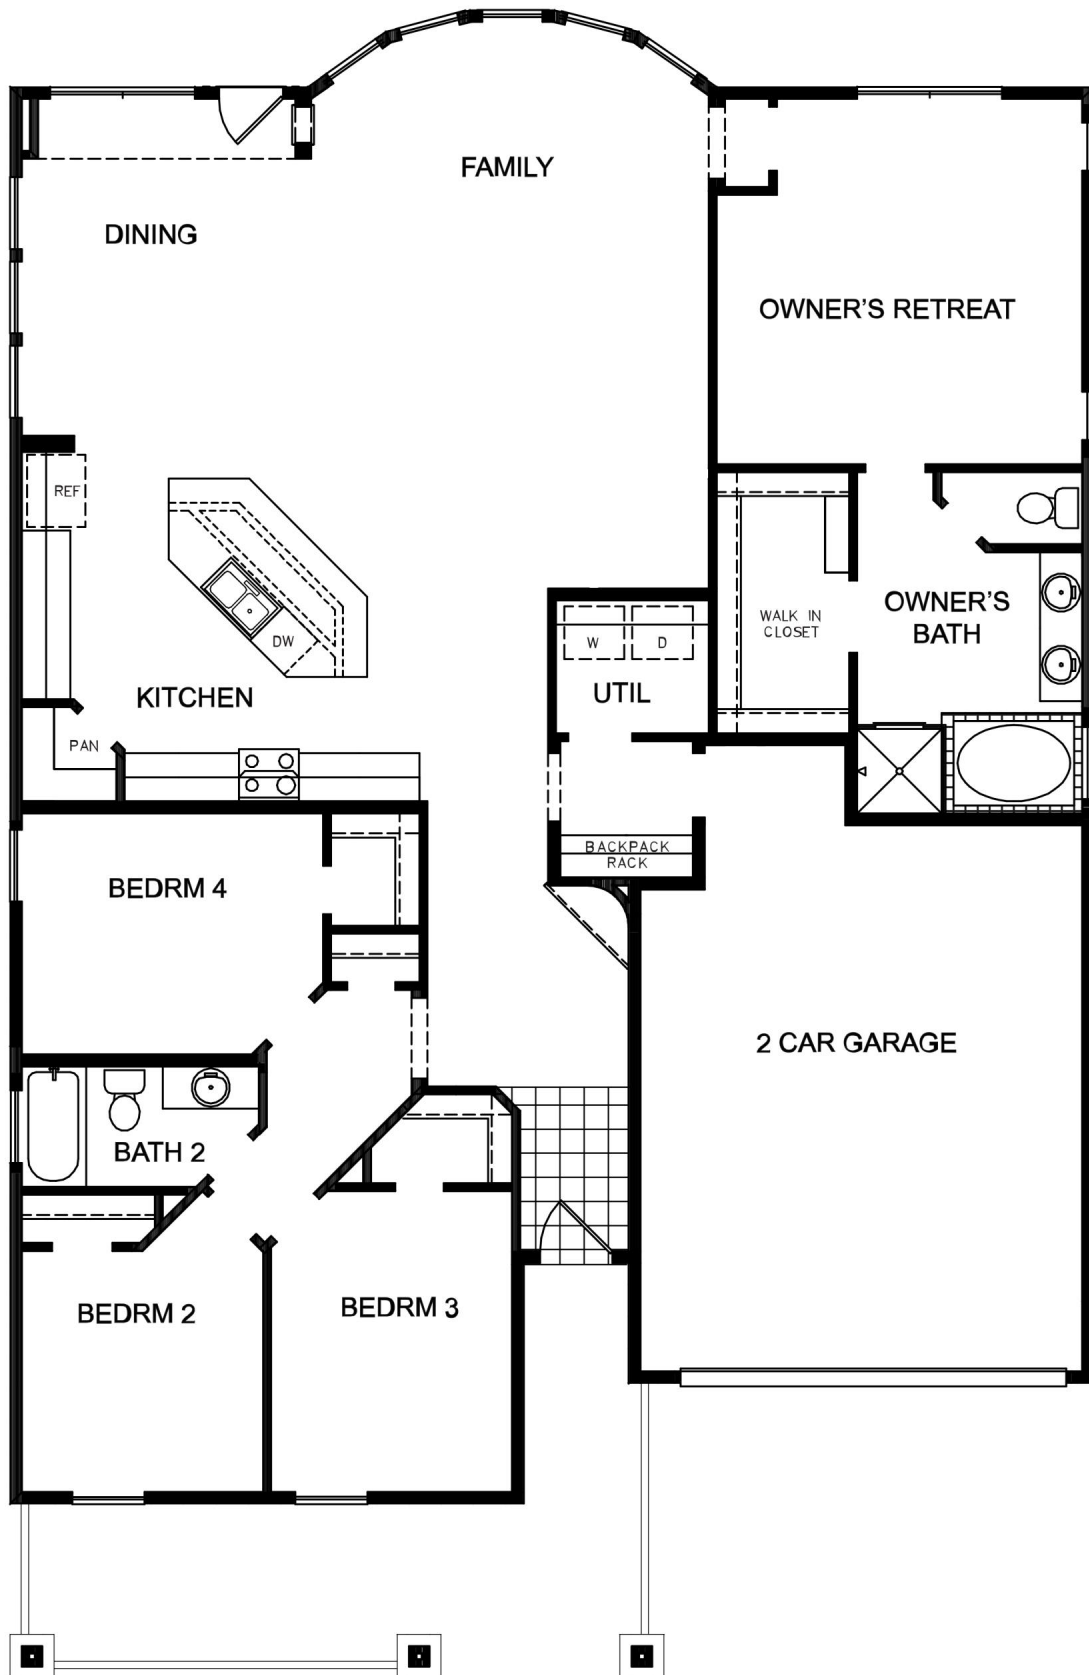 FAMILY
DINING
OWNER'S RETREAT
REF
OWNER'S
BATH
WALK IN
CLOSET
W
D
DW
UTIL
KITCHEN
PAN
BACKPACK
RACK
BEDRM 4
2 CAR GARAGE
BATH 2
BEDRM 2
BEDRM 3